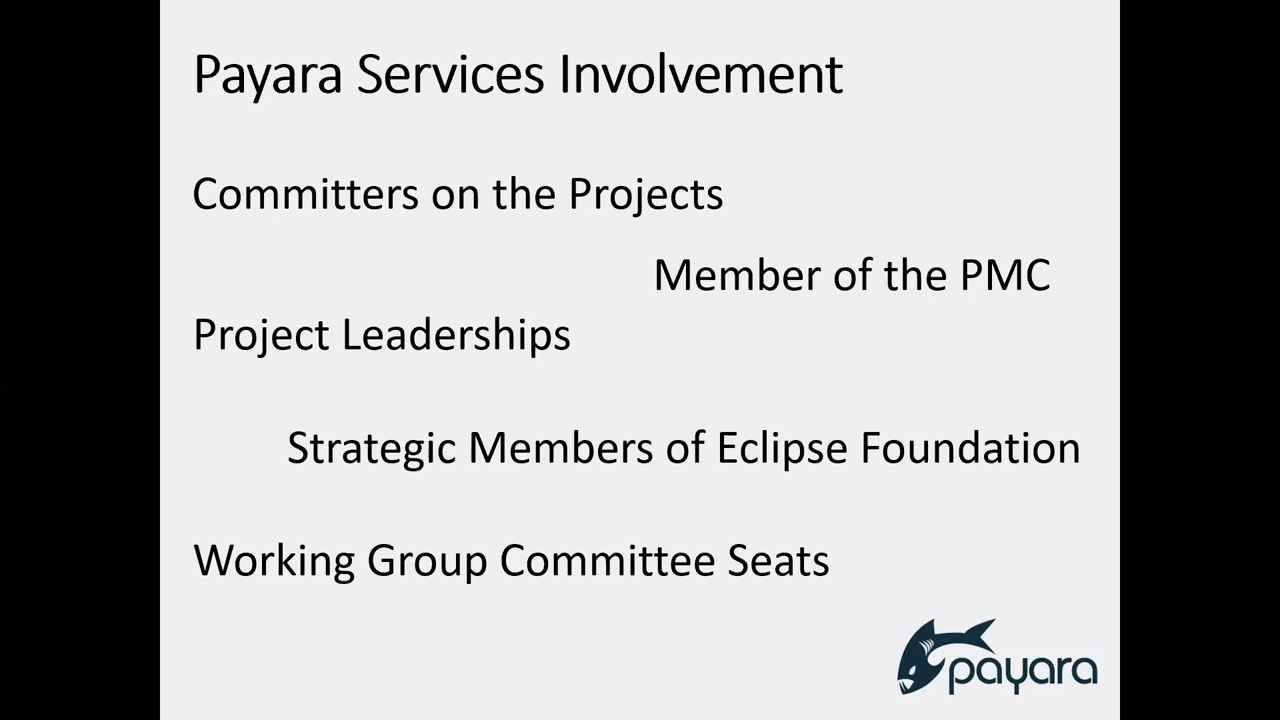 Payara Services Involvement
Committers on the Projects
Member of the PMC
Project Leaderships
Strategic Members of Eclipse Foundation
Working Group Committee Seats
payara